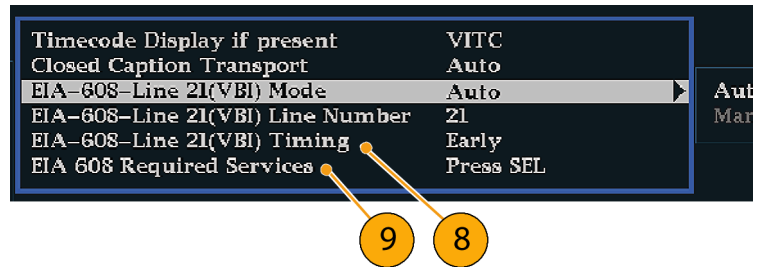 Timecode Display if present VITC
Closed Caption Transport Auto
EIA-608-Line 21(VBI) Mode Auto
EIA-608-Line 21(VBI) Line Number 21
EIA-608-Line 21(VBI) Timing Early
EIA 608 Required Services Press SEL
Aut
Mar
9 8